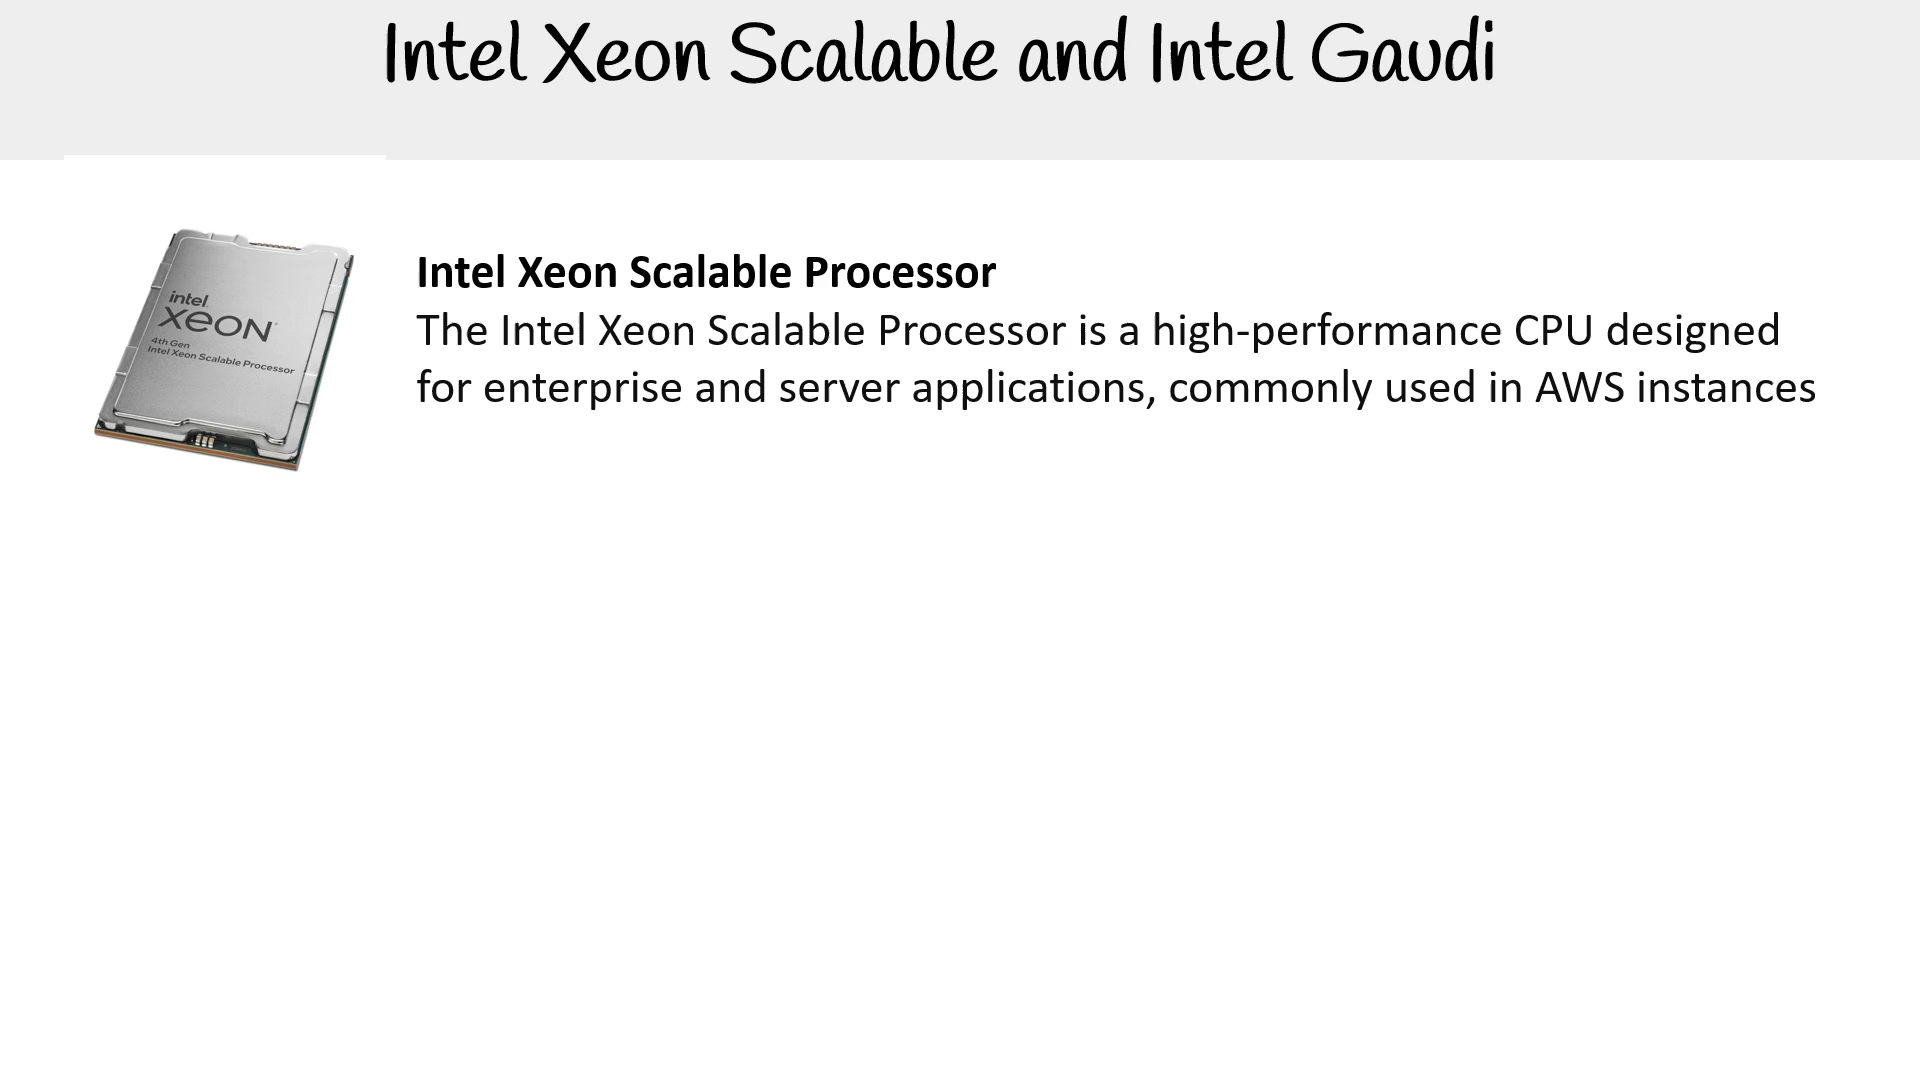 Intel Xeon Scalable and Intel Gaudi
intel
xeon
4th Gen
Intel Xeon Scalable Processor
Intel Xeon Scalable Processor
The Intel Xeon Scalable Processor is a high-performance CPU designed
for enterprise and server applications, commonly used in AWS instances